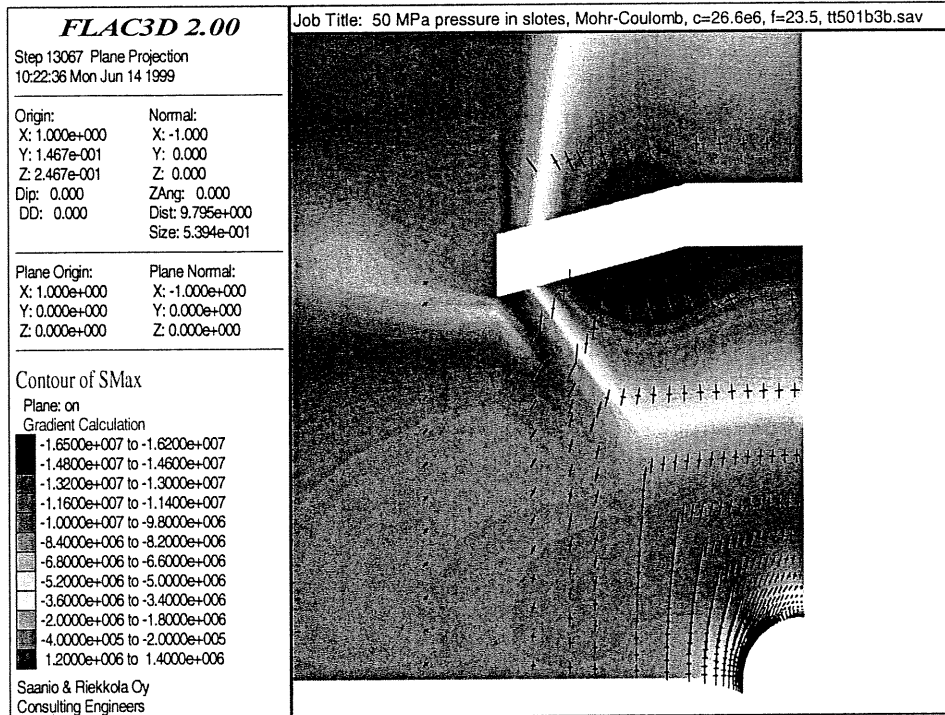 FLAC3D 2.00
Step 13067 Plane Projection
10:22:36 Mon Jun 14 1999
Origin:
X: 1.000e+000
Y: 1.467e-001
Z: 2.467e-001
Dip: 0.000
DD: 0.000
Normal:
X: -1.000
Y: 0.000
Z: 0.000
ZAng: 0.000
Dist: 9.795e+000
Size: 5.394e-001
Plane Origin:
X: 1.000e+000
Y: 0.000e+000
Z: 0.000e+000
Plane Normal:
X: -1.000e+000
Y: 0.000e+000
Z: 0.000e+000
Contour of SMax
Plane: on
Gradient Calculation
-1.6500e+007 to -1.6200e+007
-1.4800e+007 to -1.4600e+007
-1.3200e+007 to -1.3000e+007
-1.1600e+007 to -1.1400e+007
-1.0000e+007 to -9.8000e+006
-8.4000e+006 to -8.2000e+006
-6.8000e+006 to -6.6000e+006
-5.2000e+006 to -5.0000e+006
-3.6000e+006 to -3.4000e+006
-2.0000e+006 to -1.8000e+006
-4.0000e+005 to -2.0000e+005
1.2000e+006 to 1.4000e+006
Saanio & Riekkola Oy
Consulting Engineers
Job Title: 50 MPa pressure in slotes, Mohr-Coulomb, c=26.6e6, f=23.5, tt501b3b.sav